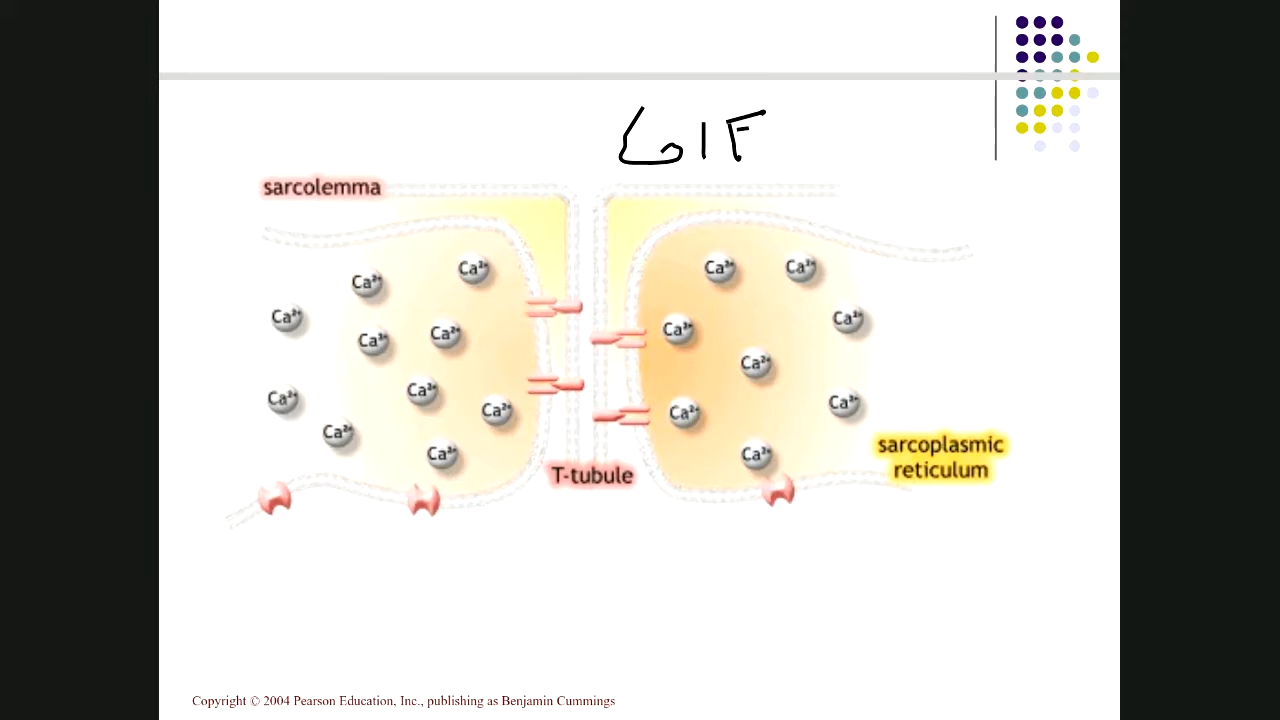 GIF
sarcolemma
Ca²⁺ Ca²⁺
Ca²⁺ Ca²⁺
Ca²⁺
Ca²⁺ Ca²⁺
Ca²⁺ Ca²⁺
Ca²⁺
Ca²⁺
Ca²⁺ Ca²⁺
Ca²⁺ Ca²⁺
Ca²⁺ Ca²⁺
Ca²⁺
Ca²⁺
T-tubule
sarcoplasmic
reticulum
Copyright © 2004 Pearson Education, Inc., publishing as Benjamin Cummings